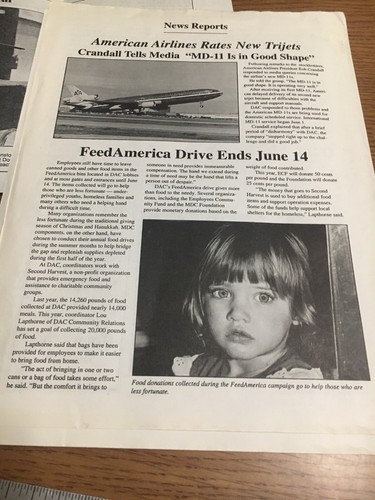 News Reports
American Airlines Rates New Trijets
Crandall Tells Media "MD-11 Is in Good Shape"
Following remarks to the stockholders,
American Airlines President Bob Crandall
responded to media queries concerning
the airline's new MD-11s.
He told the group, "The MD-11 is in
good shape. It is operating very well."
After receiving its first MD-11, Ameri-
can delayed delivery of its second new
type because of difficulties with the
aircraft and support manuals.
DAC responded to those problems and
the American MD-11s are being used for
domestic scheduled service. International
MD-11 service began June 1.
Crandall explained that after a brief
period of "disharmony" with DAC, the
company "stepped right up to the chal-
lenge and did a good job."
FeedAmerica Drive Ends June 14
Employees still have time to leave
canned goods and other food items in the
FeedAmerica bins located in DAC lobbies
and at most gates and entrances until June
14. The items collected will go to help
those who are less fortunate — under-
privileged youths, homeless families and
many others who need a helping hand
during a difficult time.
Many organizations remember the
less fortunate during the traditional giving
season of Christmas and Hanukah. MDC
components, on the other hand, have
chosen to conduct their annual food drives
during the summer months to help bridge
the gap and replenish supplies depleted
during the first half of the year.
At DAC, coordinators work with
Second Harvest, a non-profit organization
that provides emergency food and
assistance to charitable community
groups.
Last year, the 14,260 pounds of food
collected at DAC provided nearly 14,000
meals. This year, coordinator Lou
Lapthorne of DAC Community Relations
has set a goal of collecting 20,000 pounds
of food.
Lapthorne said that bags have been
provided for employees to make it easier
to bring food from home.
"The act of bringing in one or two
cans or a bag of food takes some effort,"
he said. "But the comfort it brings to
someone in need provides immeasurable
compensation. The hand we extend during
a time of need may be the hand that lifts a
person out of despair."
DAC's FeedAmerica drive gives more
than food to the needy. Several organiza-
tions, including the Employees Commu-
nity Fund and the MDC Foundation
provide monetary donations based on the
weight of food contributed.
This year, ECF will donate 50 cents
per pound and the Foundation will donate
25 cents per pound.
"The money that goes to Second
Harvest is used to buy additional food
items and support operation expenses.
Some of the funds help support local
shelters for the homeless," Lapthorne said.
Food donations collected during the FeedAmerica campaign go to help those who are
less fortunate.